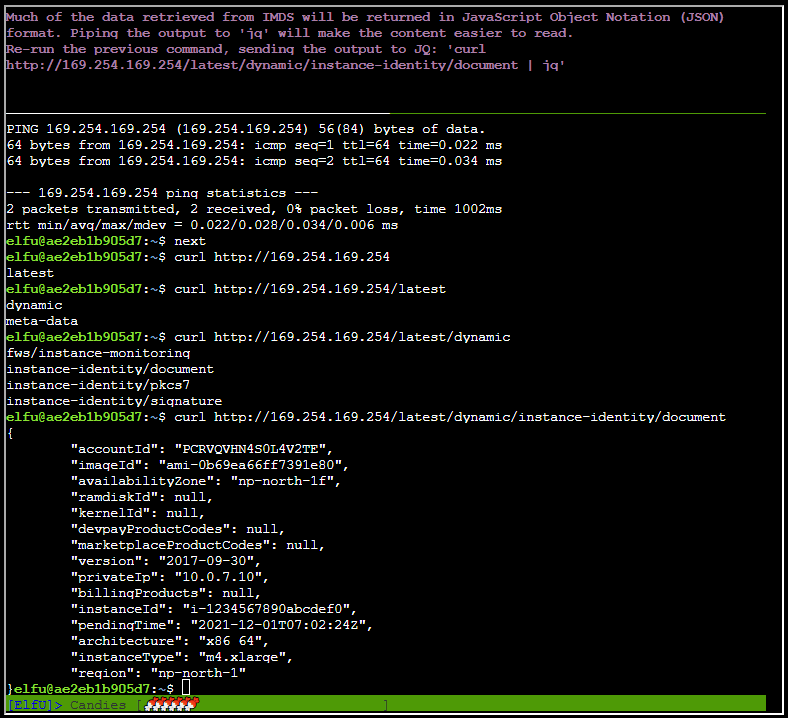 Much of the data retrieved from IMDS will be returned in JavaScript Object Notation (JSON)
format. Piping the output to 'jq' will make the content easier to read.
Re-run the previous command, sending the output to JQ: 'curl
http://169.254.169.254/latest/dynamic/instance-identity/document | jq'
PING 169.254.169.254 (169.254.169.254) 56(84) bytes of data.
64 bytes from 169.254.169.254: icmp_seq=1 ttl=64 time=0.022 ms
64 bytes from 169.254.169.254: icmp_seq=2 ttl=64 time=0.034 ms
--- 169.254.169.254 ping statistics ---
2 packets transmitted, 2 received, 0% packet loss, time 1002ms
rtt min/avg/max/mdev = 0.022/0.028/0.034/0.006 ms
elfu@ae2eb1b905d7:~$ next
elfu@ae2eb1b905d7:~$ curl http://169.254.169.254
latest
elfu@ae2eb1b905d7:~$ curl http://169.254.169.254/latest
dynamic
meta-data
elfu@ae2eb1b905d7:~$ curl http://169.254.169.254/latest/dynamic
fws/instance-monitoring
instance-identity/document
instance-identity/pkcs7
instance-identity/signature
elfu@ae2eb1b905d7:~$ curl http://169.254.169.254/latest/dynamic/instance-identity/document
{
        "accountId": "PCRVQVHN4S0L4V2TE",
        "imageId": "ami-0b69ea66ff7391e80",
        "availabilityZone": "np-north-1f",
        "ramdiskId": null,
        "kernelId": null,
        "devpayProductCodes": null,
        "marketplaceProductCodes": null,
        "version": "2017-09-30",
        "privateIp": "10.0.7.10",
        "billingProducts": null,
        "instanceId": "i-1234567890abcdef0",
        "pendingTime": "2021-12-01T07:02:24Z",
        "architecture": "x86_64",
        "instanceType": "m4.xlarge",
        "region": "np-north-1"
}elfu@ae2eb1b905d7:~$
[ElfU]> Candies [                              ]